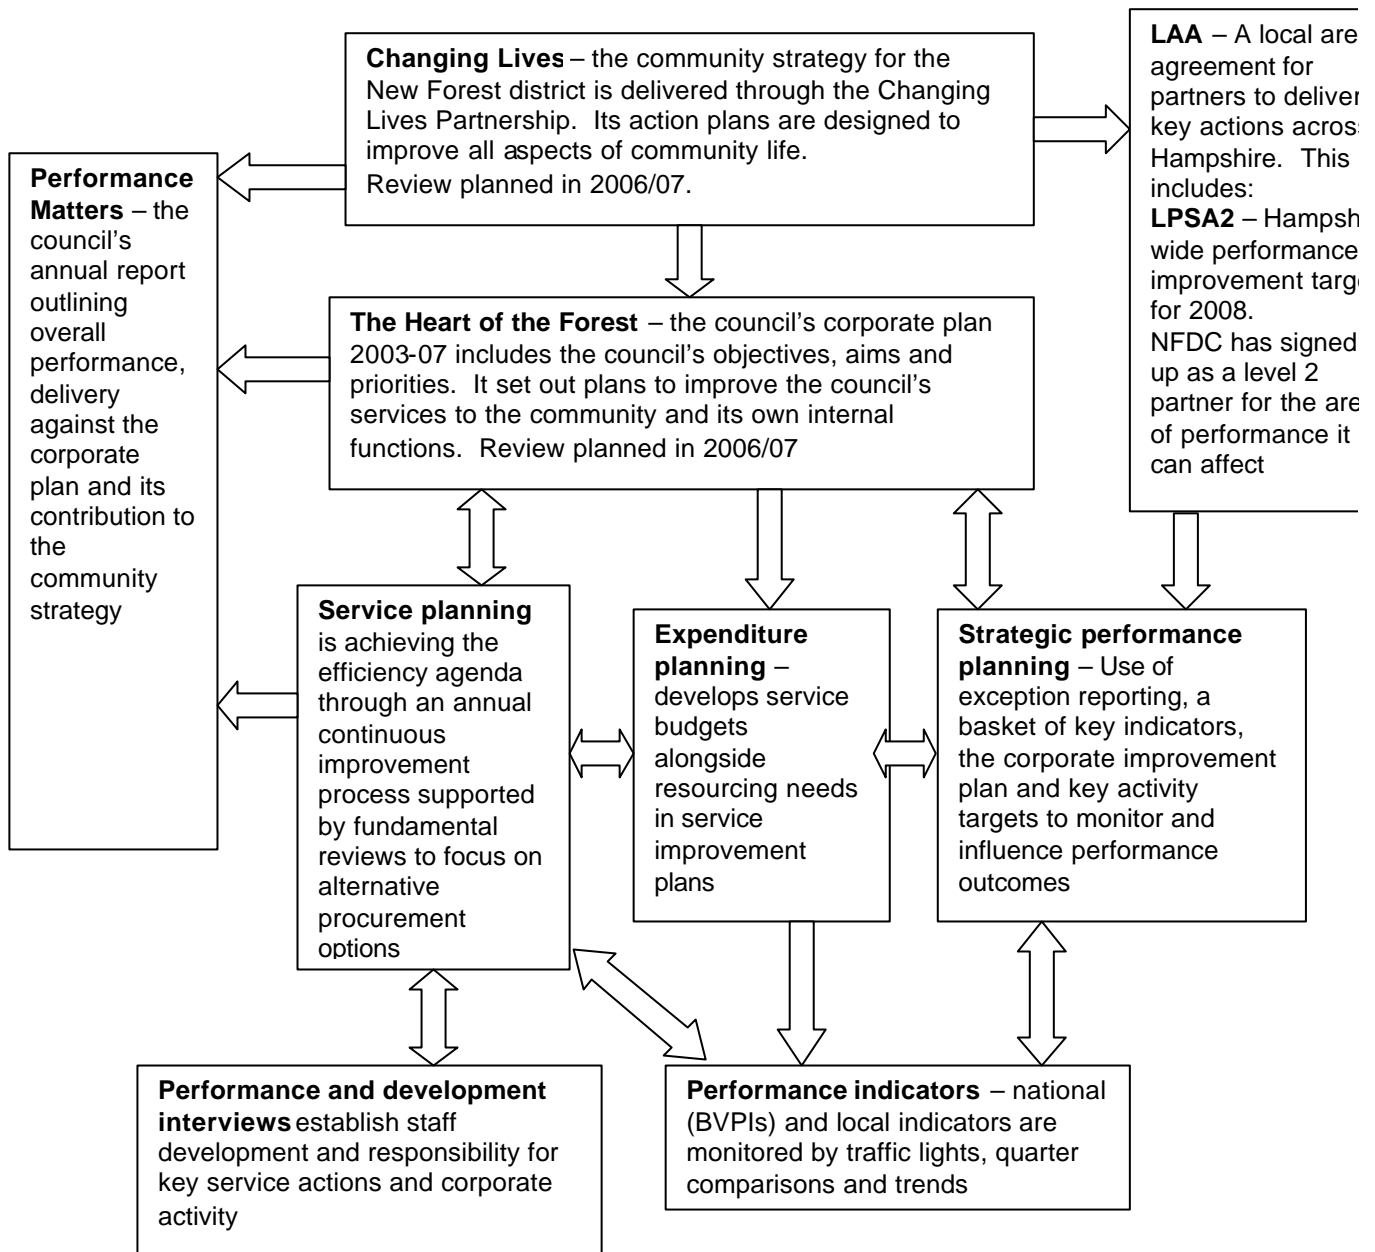 Changing Lives – the community strategy for the
New Forest district is delivered through the Changing
Lives Partnership. Its action plans are designed to
improve all aspects of community life.
Review planned in 2006/07.
LAA – A local are
agreement for
partners to deliver
key actions across
Hampshire. This
includes:
LPSA2 – Hampsh
wide performance
improvement targe
for 2008.
NFDC has signed
up as a level 2
partner for the are
of performance it
can affect
Performance
Matters – the
council's
annual report
outlining
overall
performance,
delivery
against the
corporate
plan and its
contribution to
the
community
strategy
The Heart of the Forest – the council's corporate plan
2003-07 includes the council's objectives, aims and
priorities. It set out plans to improve the council's
services to the community and its own internal
functions. Review planned in 2006/07
Service planning
is achieving the
efficiency agenda
through an annual
continuous
improvement
process supported
by fundamental
reviews to focus on
alternative
procurement
options
Expenditure
planning –
develops service
budgets
alongside
resourcing needs
in service
improvement
plans
Strategic performance
planning – Use of
exception reporting, a
basket of key indicators,
the corporate improvement
plan and key activity
targets to monitor and
influence performance
outcomes
Performance and development
interviews establish staff
development and responsibility for
key service actions and corporate
activity
Performance indicators – national
(BVPIs) and local indicators are
monitored by traffic lights, quarter
comparisons and trends